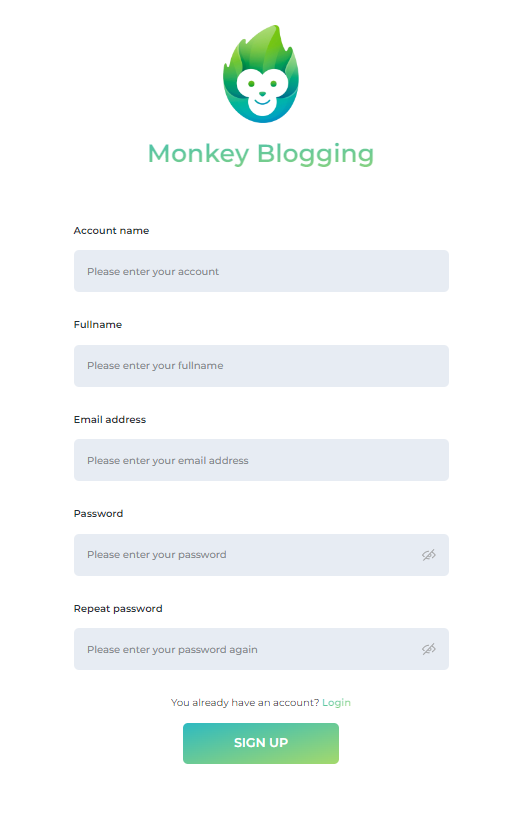 Monkey Blogging
Account name
Please enter your account
Fullname
Please enter your fullname
Email address
Please enter your email address
Password
Please enter your password
Repeat password
Please enter your password again
You already have an account? Login
SIGN UP